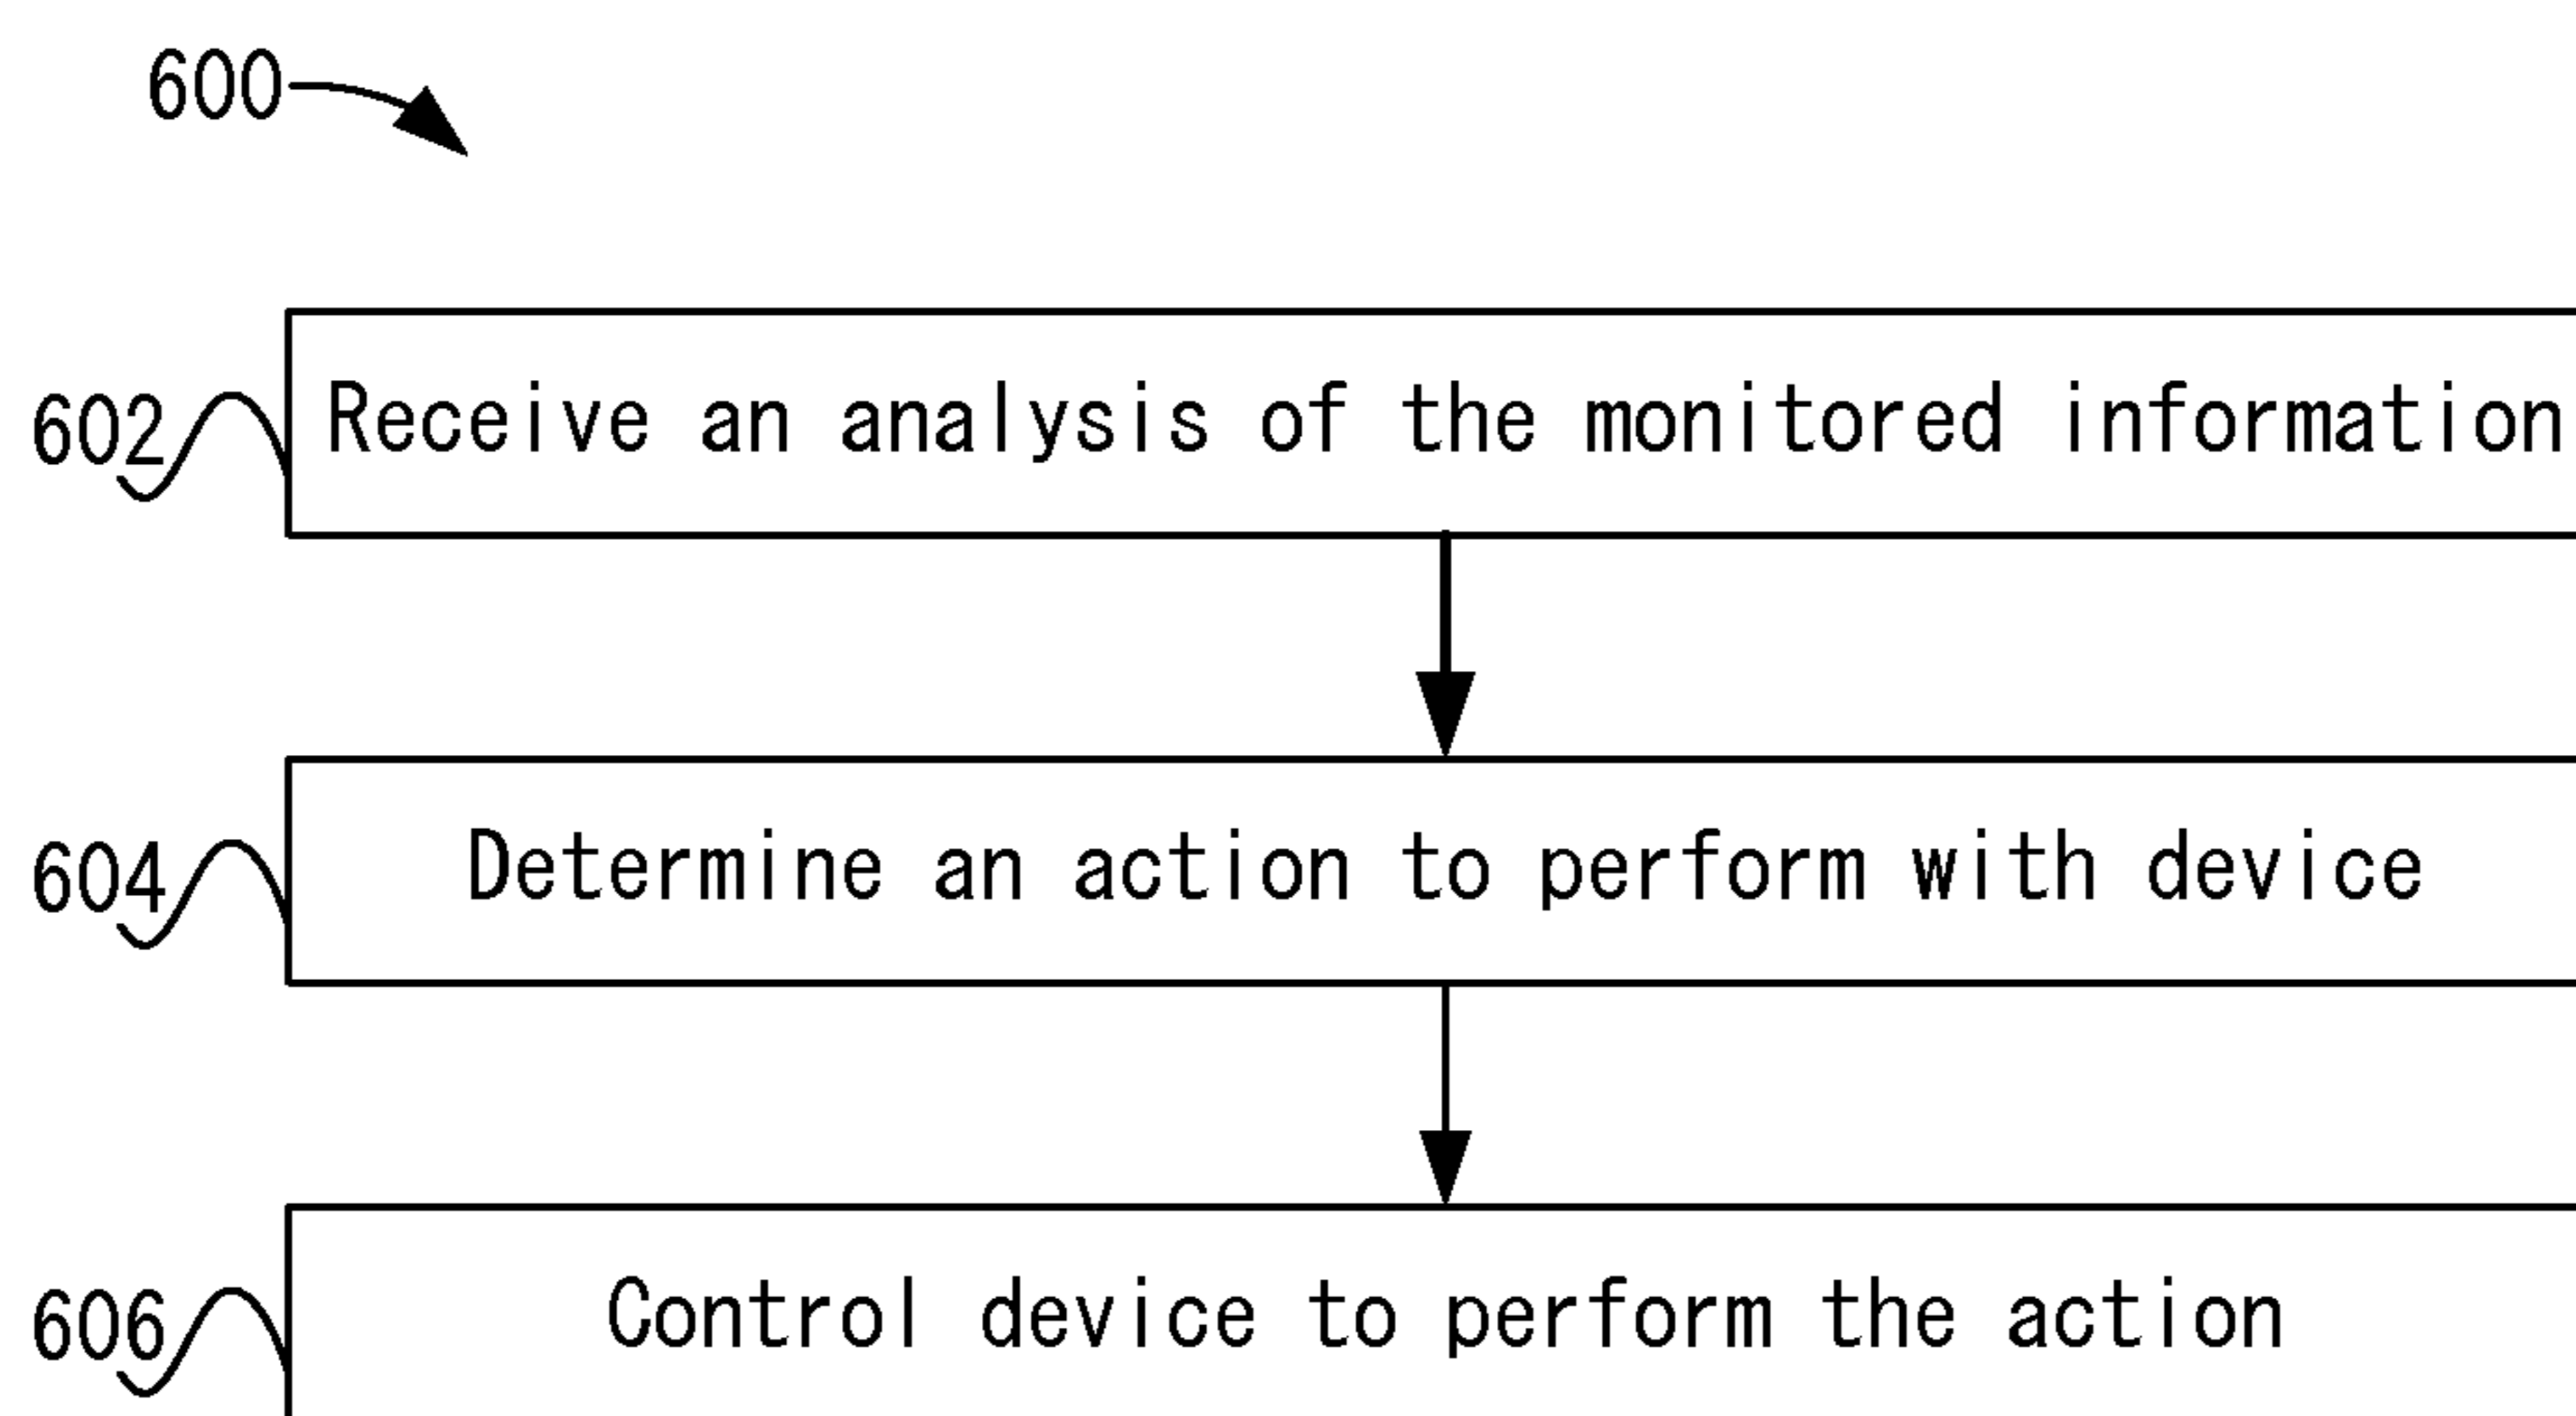 600
602 Receive an analysis of the monitored information
604 Determine an action to perform with device
606 Control device to perform the action